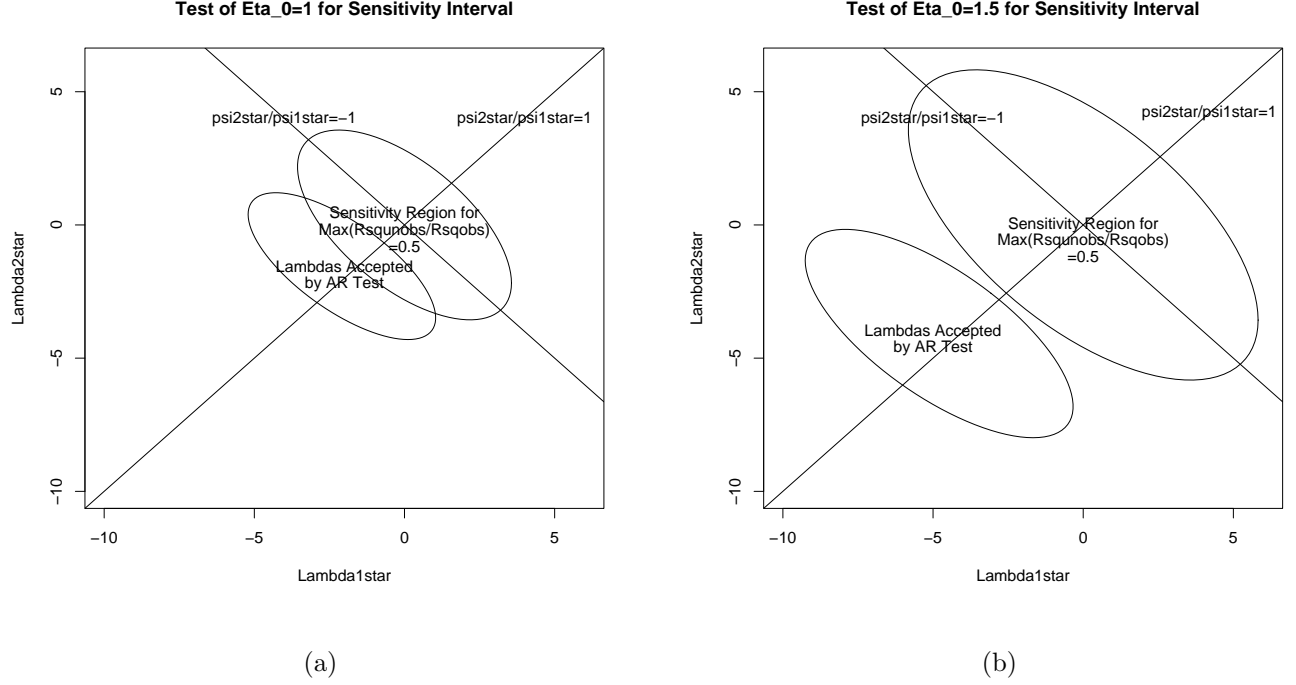 Test of Eta_0=1 for Sensitivity Interval
5
0
−5
−10
Lambda2star
psi2star/psi1star=−1
psi2star/psi1star=1
Sensitivity Region for
Max(Rsqunobs/Rsqobs)
=0.5
Lambdas Accepted
by AR Test
−10
−5
0
5
Lambda1star
(a)
Test of Eta_0=1.5 for Sensitivity Interval
5
0
−5
−10
Lambda2star
psi2star/psi1star=−1
psi2star/psi1star=1
Sensitivity Region for
Max(Rsqunobs/Rsqobs)
=0.5
Lambdas Accepted
by AR Test
−10
−5
0
5
Lambda1star
(b)